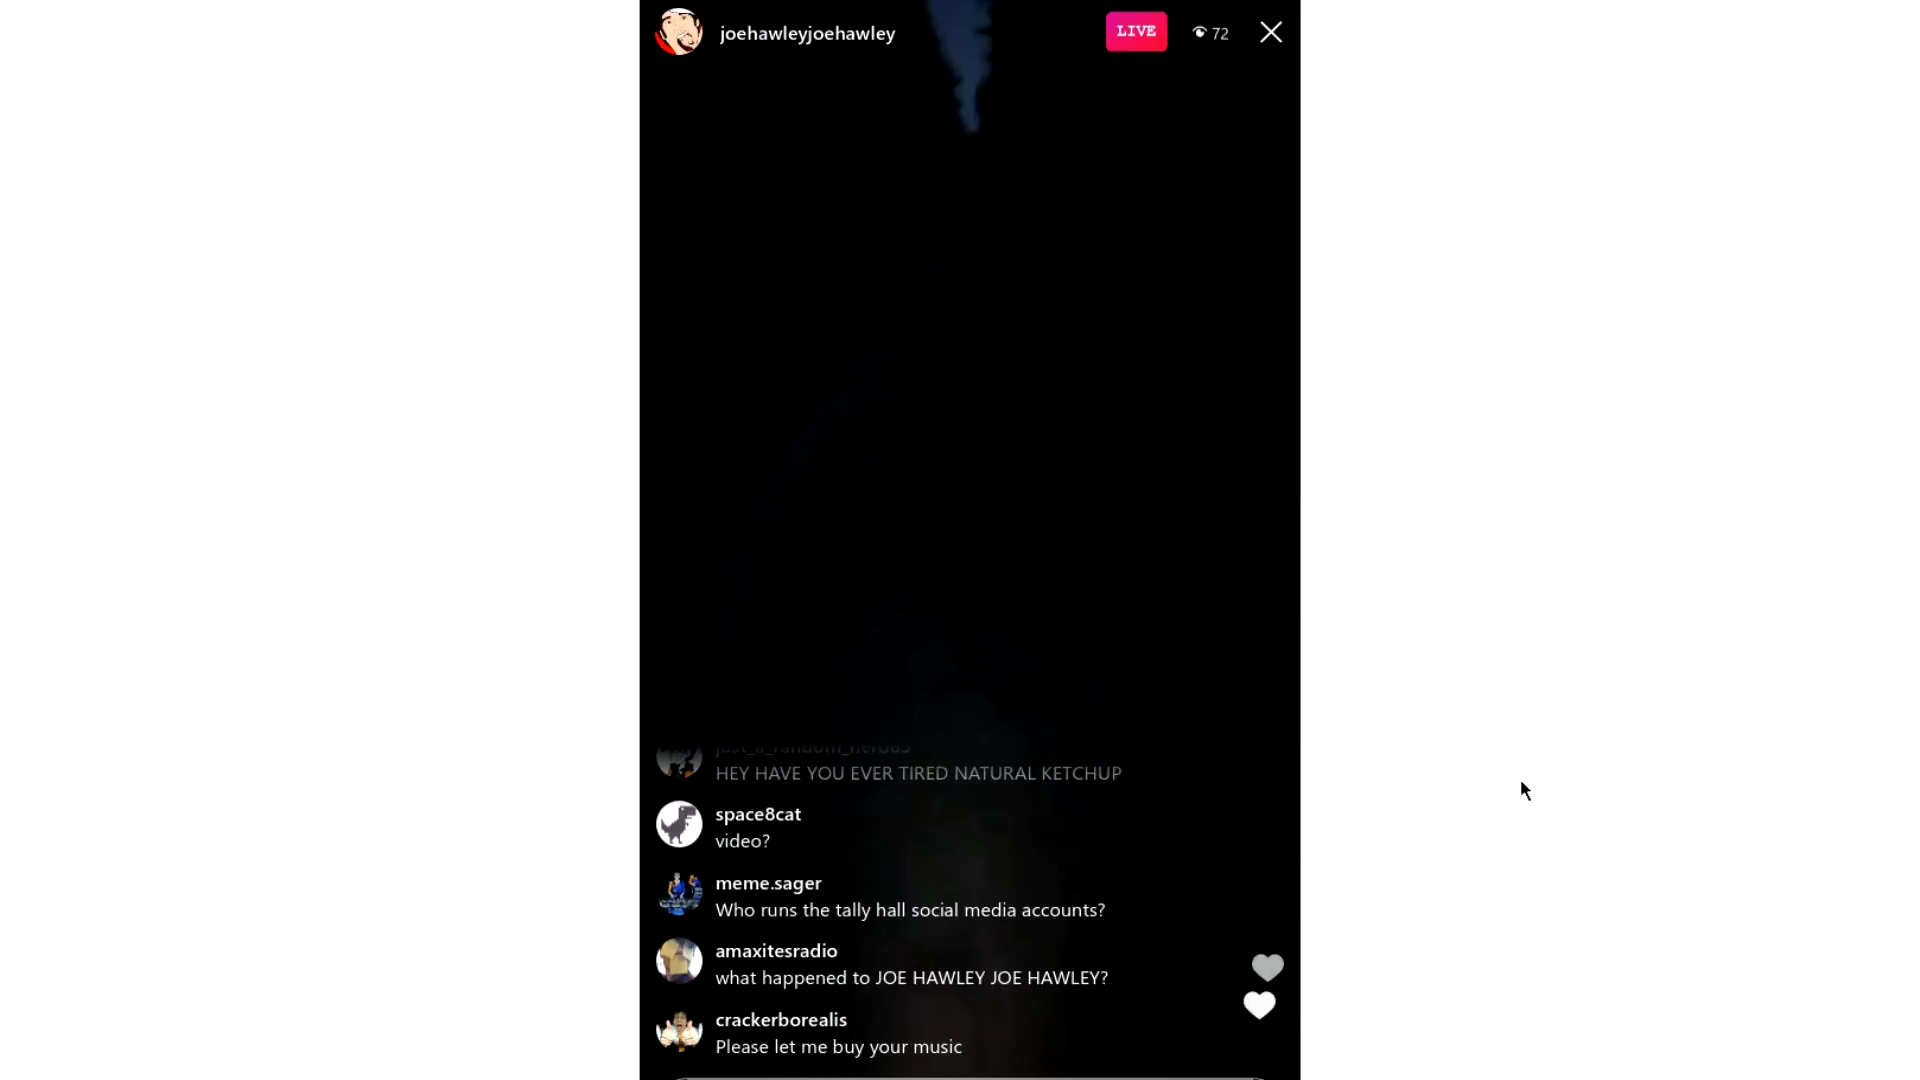 joehawleyjoehawley
LIVE
72
HEY HAVE YOU EVER TIRED NATURAL KETCHUP
space8cat
video?
meme.sager
Who runs the tally hall social media accounts?
amaxitesradio
what happened to JOE HAWLEY JOE HAWLEY?
crackerborealis
Please let me buy your music